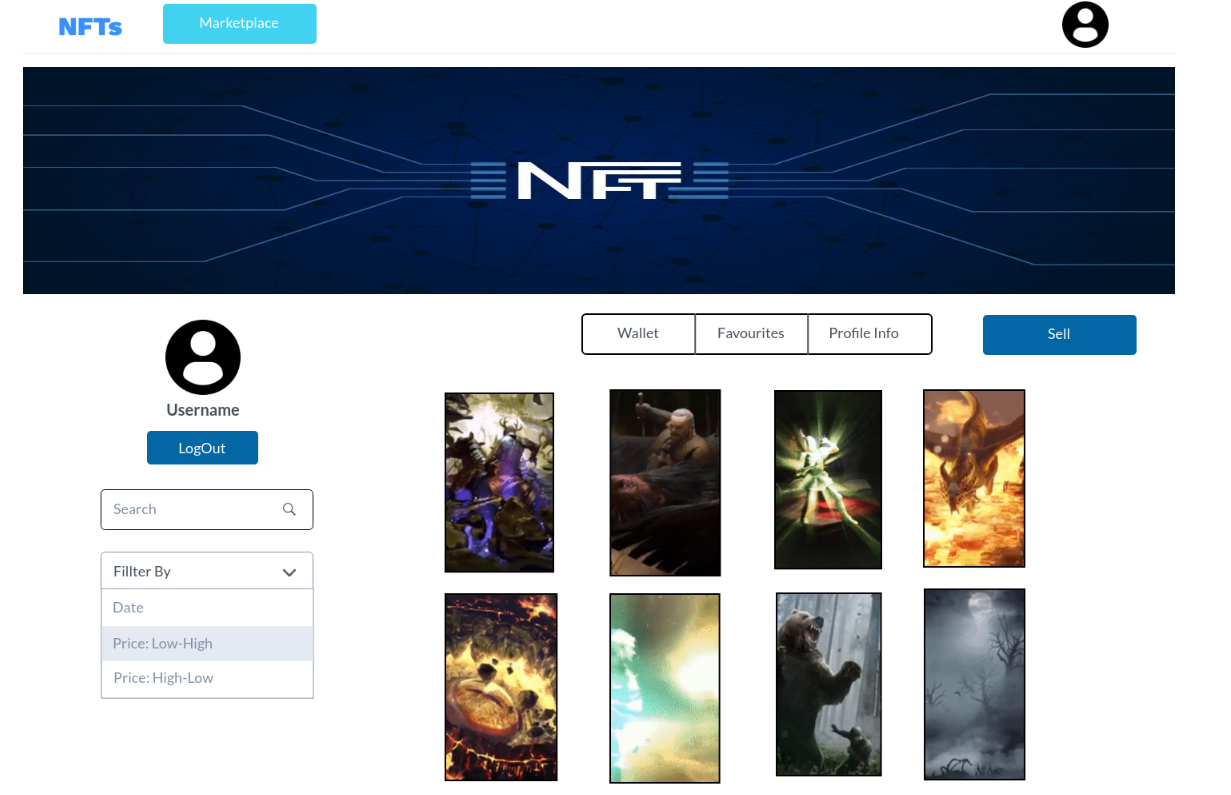 NFTs
Marketplace
NFT
Wallet
Favourites
Profile Info
Sell
Username
LogOut
Search
Fillter By
Date
Price: Low-High
Price: High-Low